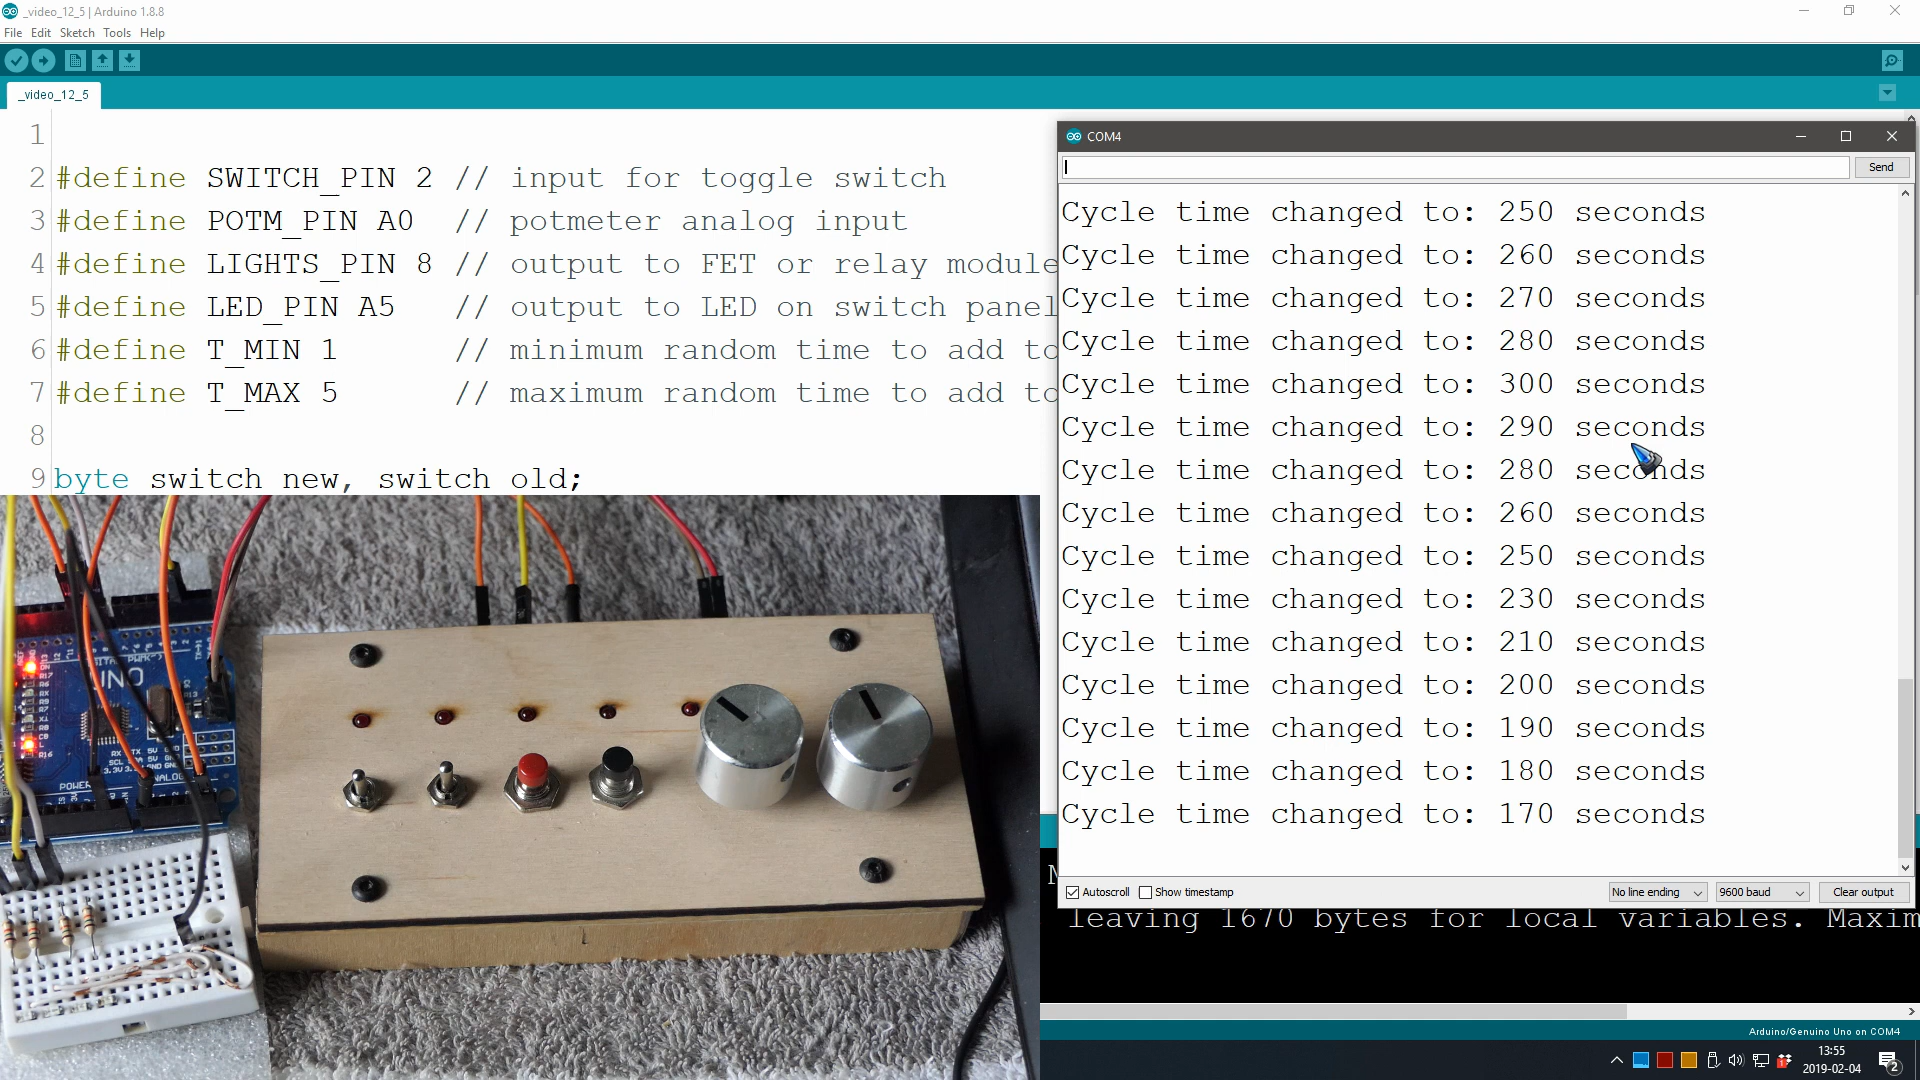 _video_12_5 | Arduino 1.8.8
File Edit Sketch Tools Help
_video_12_5
1
2 #define SWITCH_PIN 2 // input for toggle switch
3 #define POTM_PIN A0 // potmeter analog input
4 #define LIGHTS_PIN 8 // output to FET or relay module
5 #define LED_PIN A5 // output to LED on switch panel
6 #define T_MIN 1 // minimum random time to add to
7 #define T_MAX 5 // maximum random time to add to
8
9 byte switch_new, switch_old;
COM4
Send
Cycle time changed to: 250 seconds
Cycle time changed to: 260 seconds
Cycle time changed to: 270 seconds
Cycle time changed to: 280 seconds
Cycle time changed to: 300 seconds
Cycle time changed to: 290 seconds
Cycle time changed to: 280 seconds
Cycle time changed to: 260 seconds
Cycle time changed to: 250 seconds
Cycle time changed to: 230 seconds
Cycle time changed to: 210 seconds
Cycle time changed to: 200 seconds
Cycle time changed to: 190 seconds
Cycle time changed to: 180 seconds
Cycle time changed to: 170 seconds
Autoscroll Show timestamp No line ending 9600 baud Clear output
leaving 1670 bytes for local variables. Maxim
Arduino/Genuino Uno on COM4
13:55
2019-02-04
2
UNO
POWER